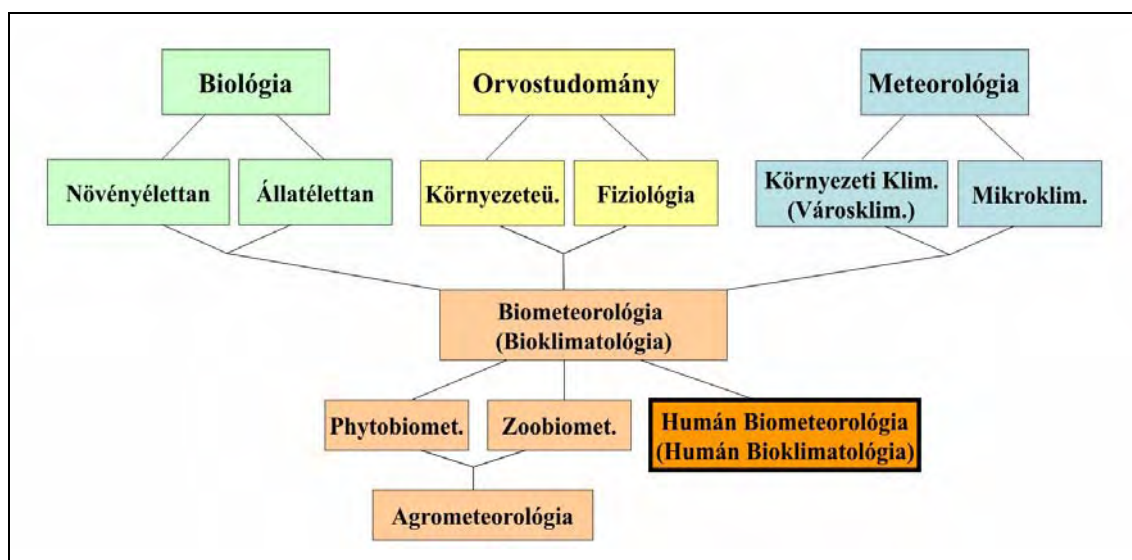 Biológia
Orvostudomány
Meteorológia
Növényélettan
Állatélettan
Környezeteü.
Fiziológia
Környezeti Klim.
(Városklim.)
Mikroklim.
Biometeorológia
(Bioklimatológia)
Phytobiomet.
Zoobiomet.
Humán Biometeorológia
(Humán Bioklimatológia)
Agrometeorológia